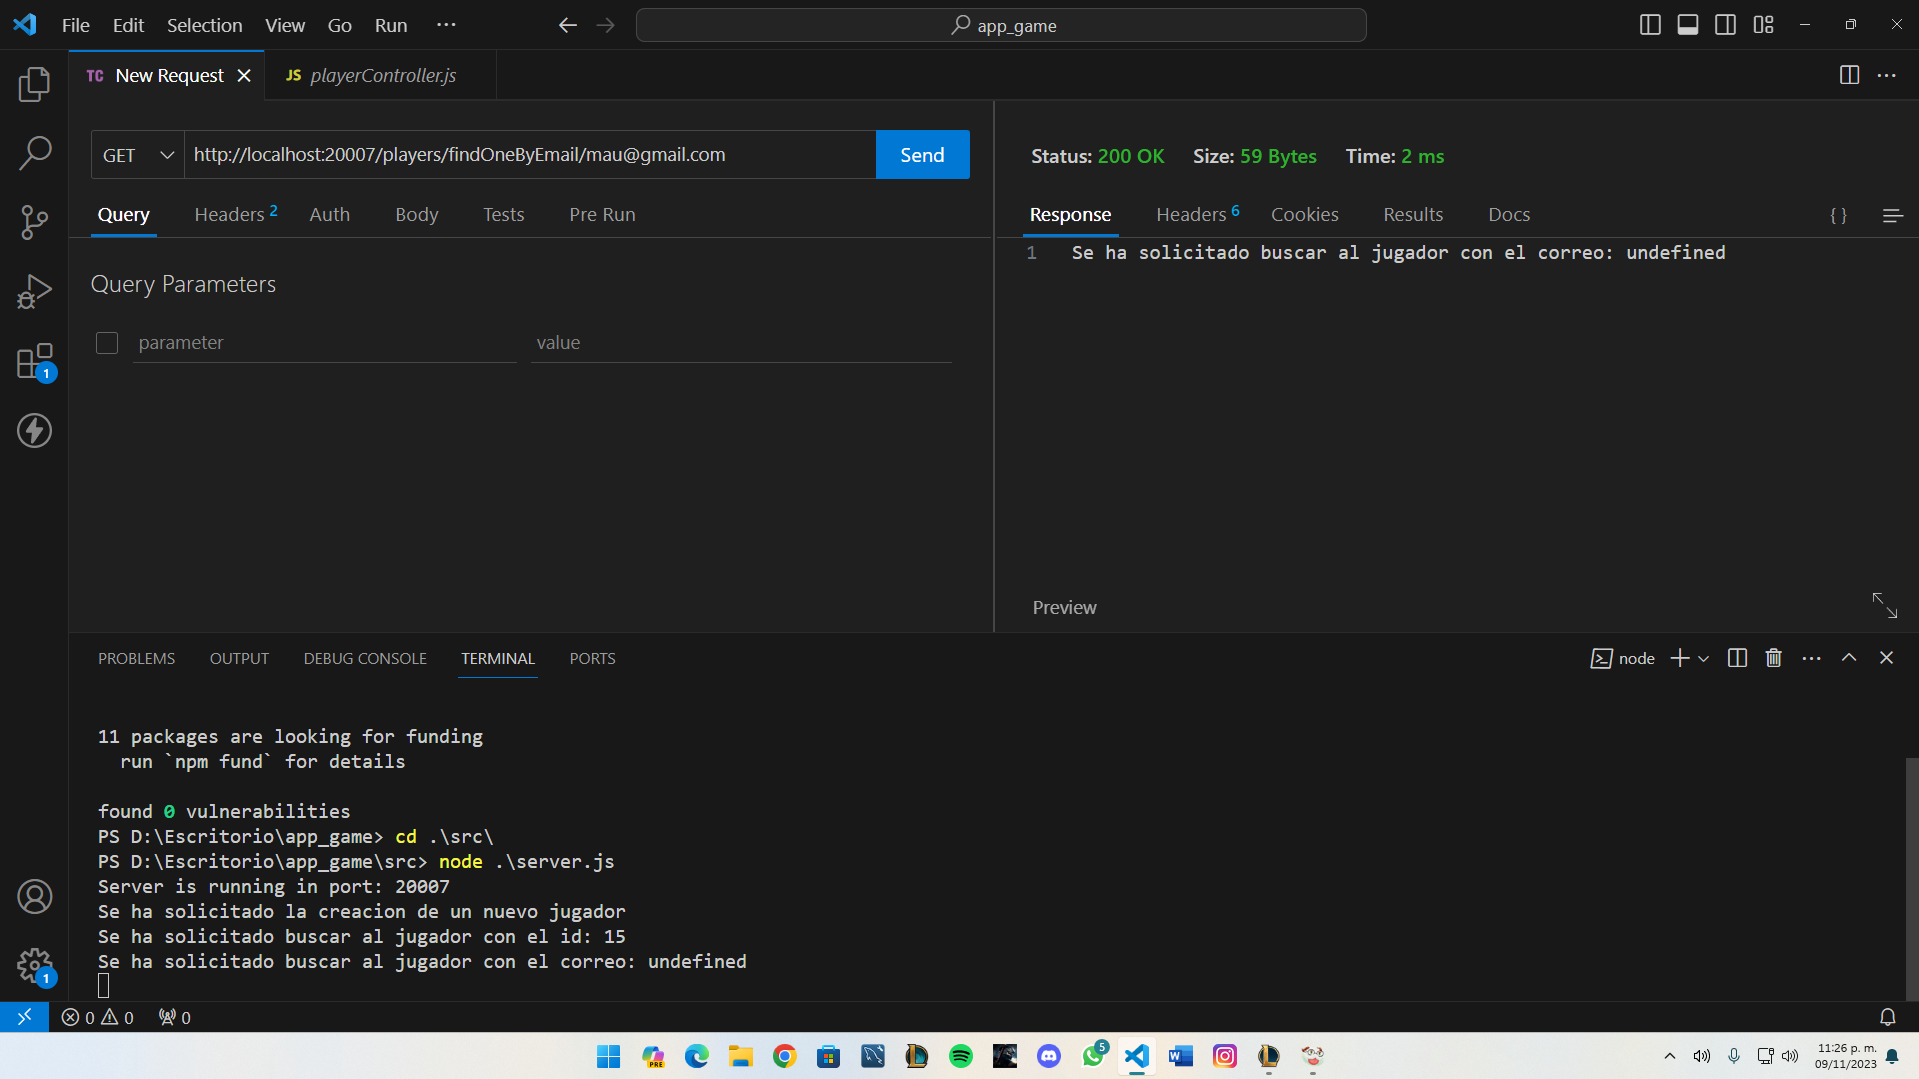 File Edit Selection View Go Run ···
app_game
TC New Request JS playerController.js
GET http://localhost:20007/players/findOneByEmail/mau@gmail.com Send
Status: 200 OK Size: 59 Bytes Time: 2 ms
Query Headers 2 Auth Body Tests Pre Run
Response Headers 6 Cookies Results Docs { }
1 Se ha solicitado buscar al jugador con el correo: undefined
Query Parameters
parameter value
Preview
PROBLEMS OUTPUT DEBUG CONSOLE TERMINAL PORTS
node
11 packages are looking for funding
run `npm fund` for details
found 0 vulnerabilities
PS D:\Escritorio\app_game> cd .\src\
PS D:\Escritorio\app_game\src> node .\server.js
Server is running in port: 20007
Se ha solicitado la creacion de un nuevo jugador
Se ha solicitado buscar al jugador con el id: 15
Se ha solicitado buscar al jugador con el correo: undefined
1
1
0 0 0
PRE
5
11:26 p. m.
09/11/2023